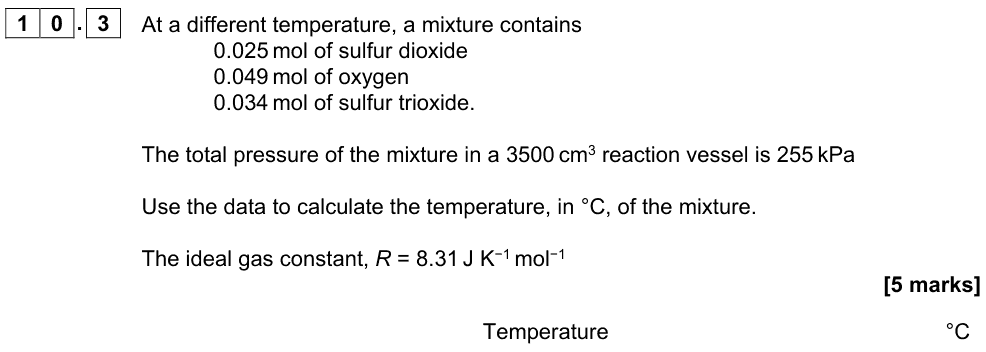 10.3 At a different temperature, a mixture contains
0.025 mol of sulfur dioxide
0.049 mol of oxygen
0.034 mol of sulfur trioxide.
The total pressure of the mixture in a 3500 cm³ reaction vessel is 255 kPa
Use the data to calculate the temperature, in °C, of the mixture.
The ideal gas constant, R = 8.31 J K⁻¹ mol⁻¹
[5 marks]
Temperature °C